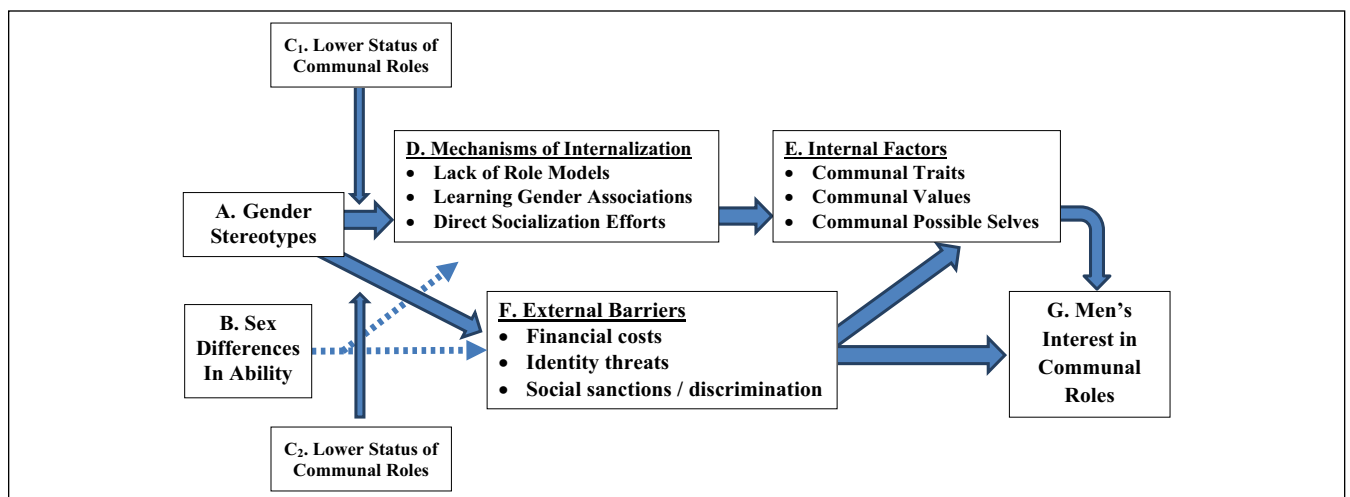 C₁. Lower Status of
Communal Roles
D. Mechanisms of Internalization
• Lack of Role Models
• Learning Gender Associations
• Direct Socialization Efforts
E. Internal Factors
• Communal Traits
• Communal Values
• Communal Possible Selves
A. Gender
Stereotypes
B. Sex
Differences
In Ability
F. External Barriers
• Financial costs
• Identity threats
• Social sanctions / discrimination
G. Men’s
Interest in
Communal
Roles
C₂. Lower Status of
Communal Roles